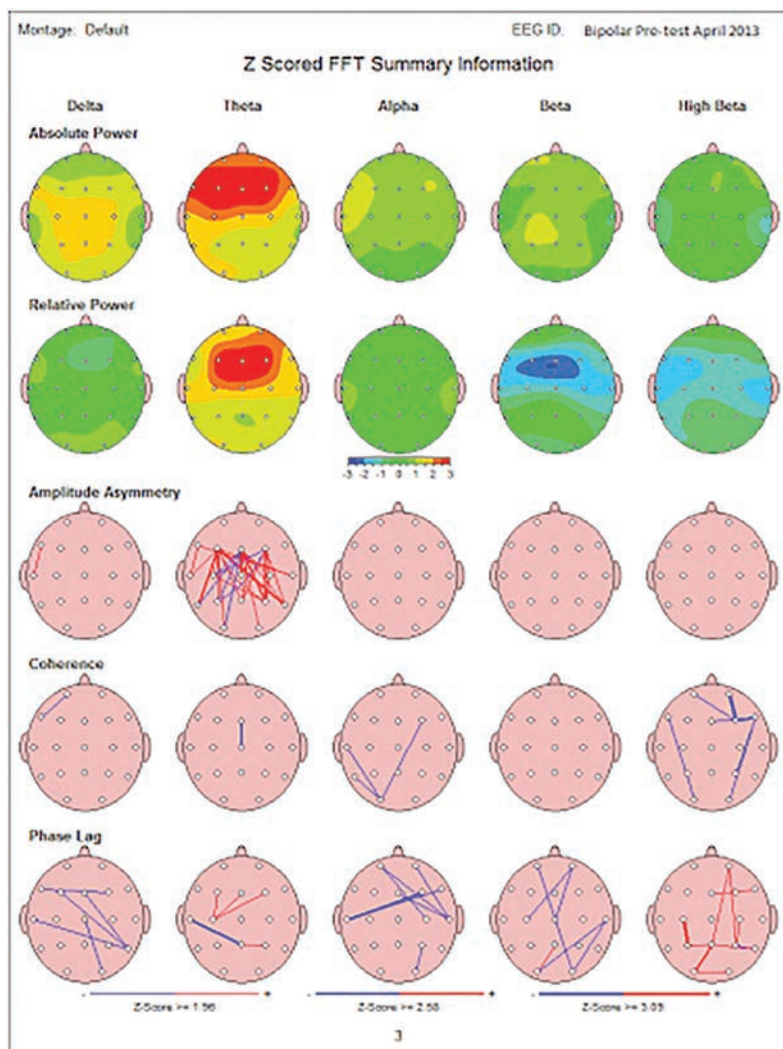 Montage: Default EEG ID. Bipolar Pre-test April 2013
Z Scored FFT Summary Information
Delta Theta Alpha Beta High Beta
Absolute Power
Relative Power
-3 -2 -1 0 1 2 3
Amplitude Asymmetry
Coherence
Phase Lag
- + - + - +
Z-Score >= 1.96 Z-Score >= 2.58 Z-Score >= 3.09
3